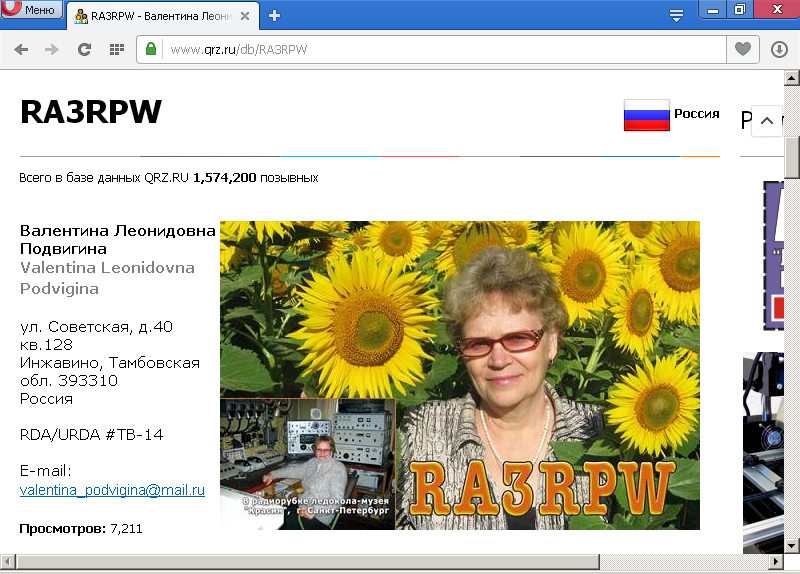 Меню
RA3RPW - Валентина Леони
www.qrz.ru/db/RA3RPW
RA3RPW
Россия
Всего в базе данных QRZ.RU 1,574,200 позывных
Валентина Леонидовна
Подвигина
Valentina Leonidovna
Podvigina
ул. Советская, д.40
кв.128
Инжавино, Тамбовская
обл. 393310
Россия
RDA/URDA #TB-14
E-mail:
valentina_podvigina@mail.ru
Просмотров: 7,211
В радиорубке ледокола-музея
"Красин", г. Санкт-Петербург
RA3RPW